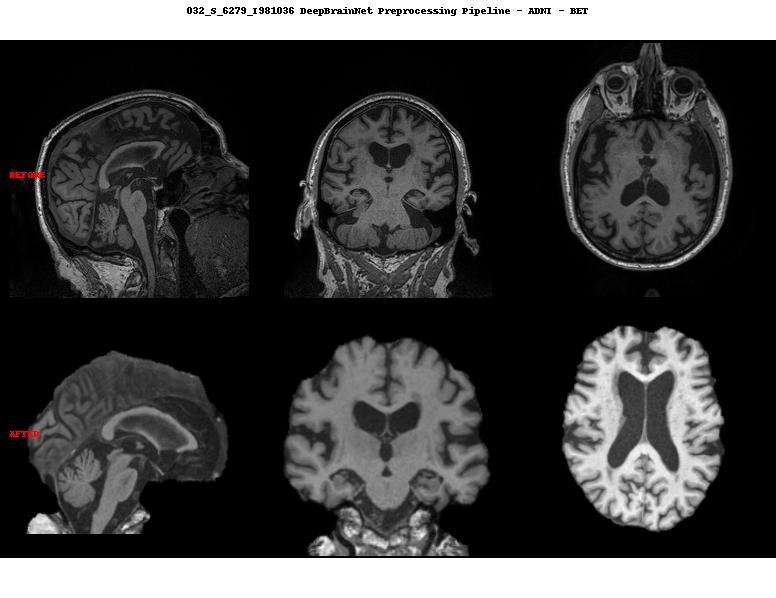 032_S_6279_I981036 DeepBrainNet Preprocessing Pipeline - ADNI - BET
BEFORE
AFTER